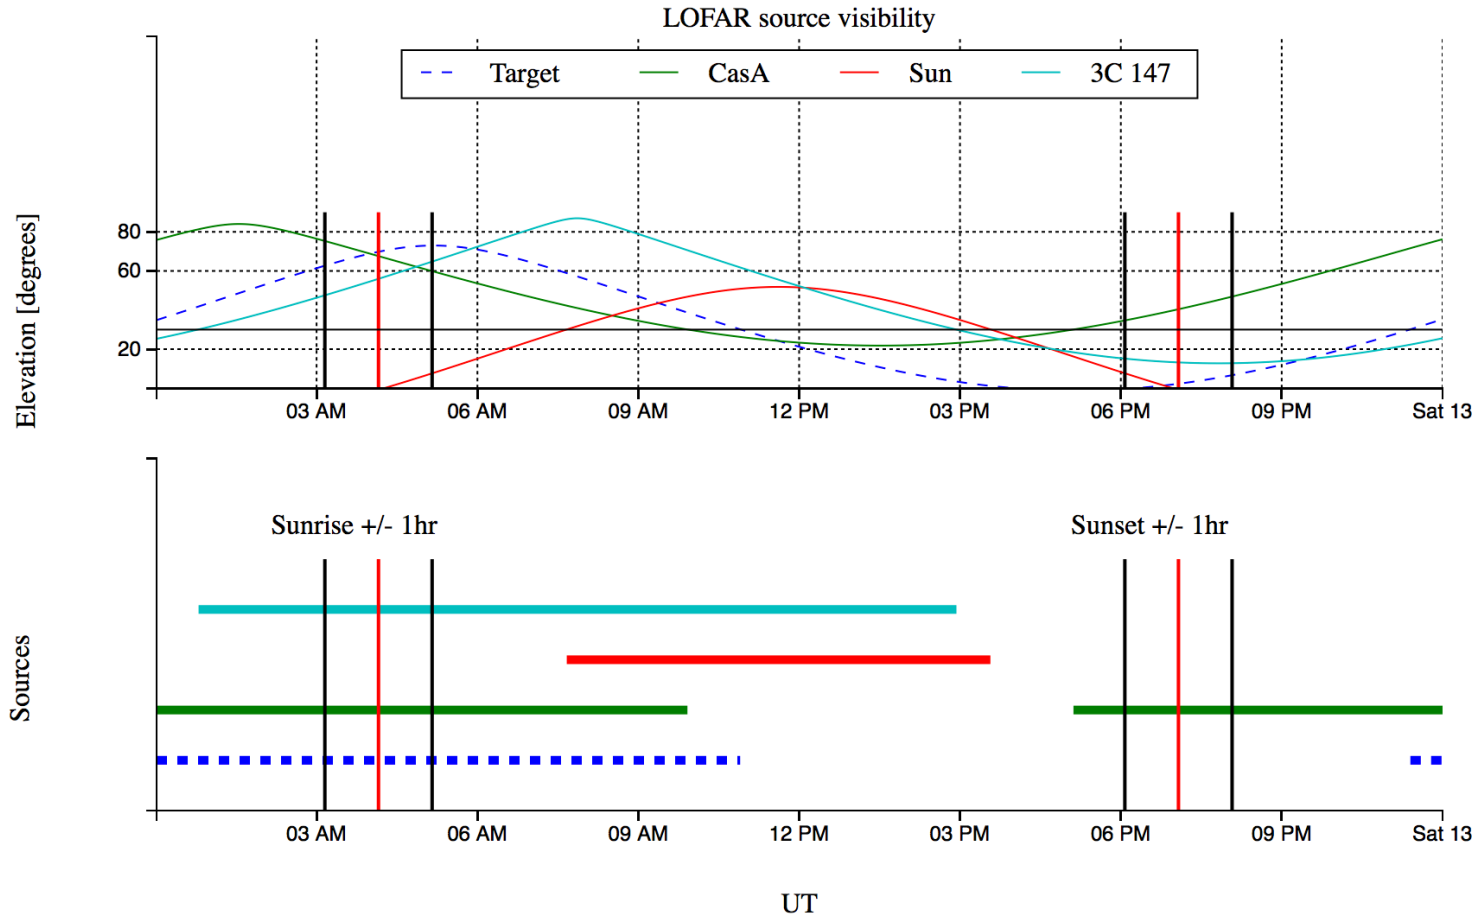 LOFAR source visibility
Target CasA Sun 3C 147
Elevation [degrees]
80
60
20
03 AM 06 AM 09 AM 12 PM 03 PM 06 PM 09 PM Sat 13
Sunrise +/- 1hr Sunset +/- 1hr
Sources
03 AM 06 AM 09 AM 12 PM 03 PM 06 PM 09 PM Sat 13
UT